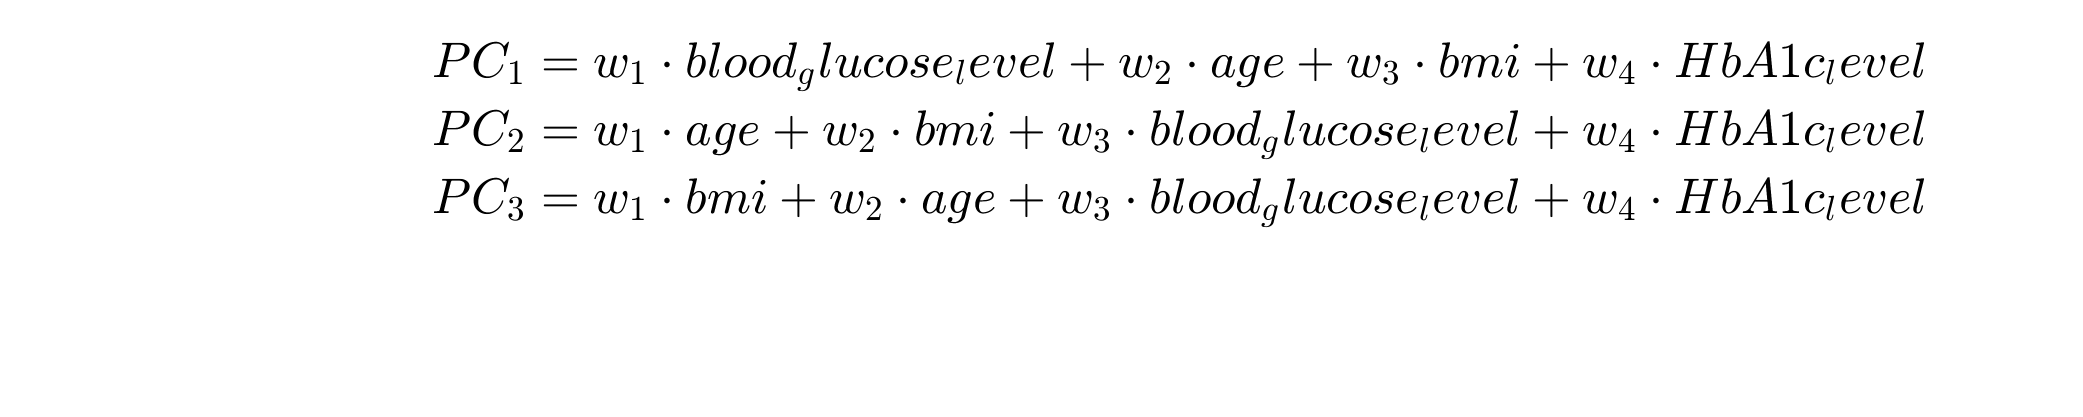 PC₁ = w₁ · blood_glucose_level + w₂ · age + w₃ · bmi + w₄ · HbA1c_level
PC₂ = w₁ · age + w₂ · bmi + w₃ · blood_glucose_level + w₄ · HbA1c_level
PC₃ = w₁ · bmi + w₂ · age + w₃ · blood_glucose_level + w₄ · HbA1c_level